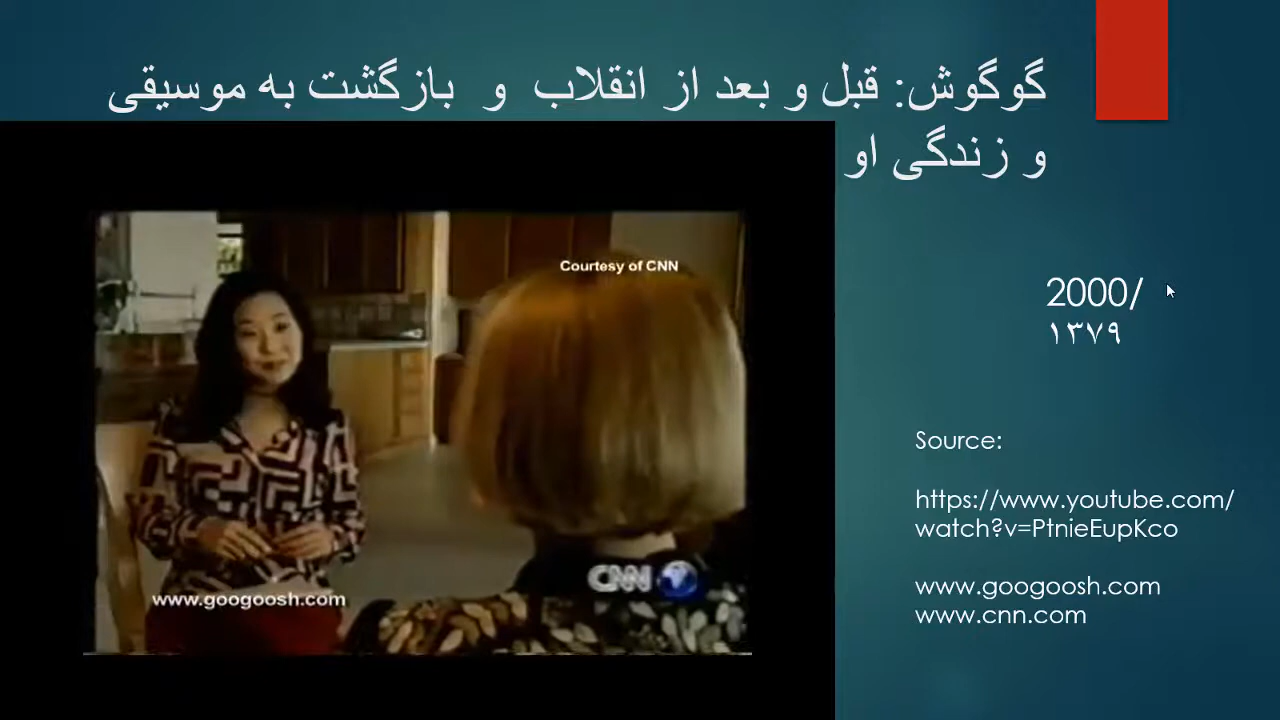 گوگوش: قبل و بعد از انقلاب و بازگشت به موسیقی
و زندگی او
Courtesy of CNN
2000/
۱۳۷۹
Source:
https://www.youtube.com/
watch?v=PtnieEupKco
CNN
www.googoosh.com
www.googoosh.com
www.cnn.com